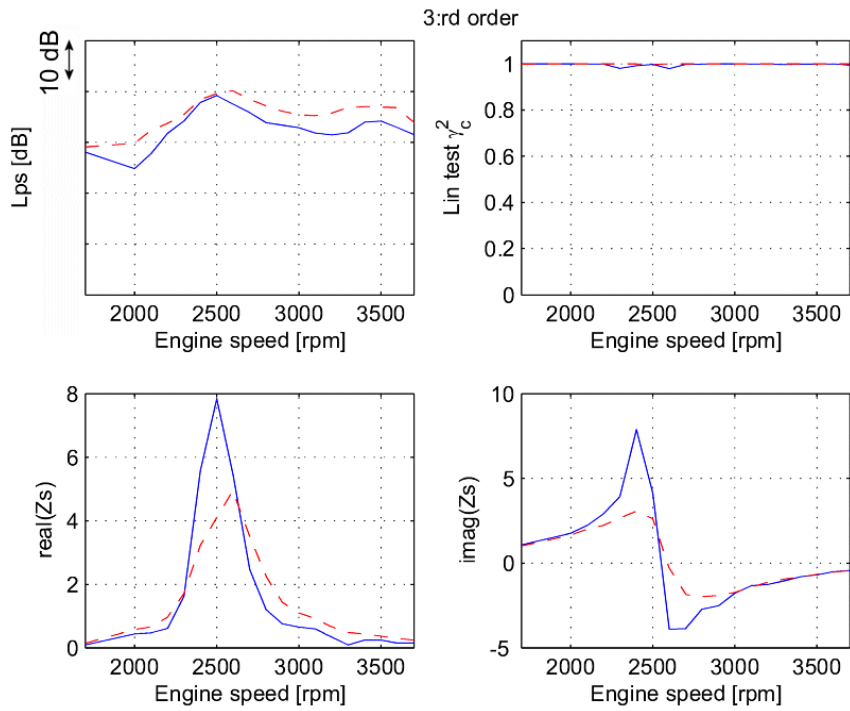 3:rd order
10 dB
Lps [dB]
2000 2500 3000 3500
Engine speed [rpm]
Lin test γc²
1
0.8
0.6
0.4
0.2
0
2000 2500 3000 3500
Engine speed [rpm]
real(Zs)
8
6
4
2
0
2000 2500 3000 3500
Engine speed [rpm]
imag(Zs)
10
5
0
-5
2000 2500 3000 3500
Engine speed [rpm]